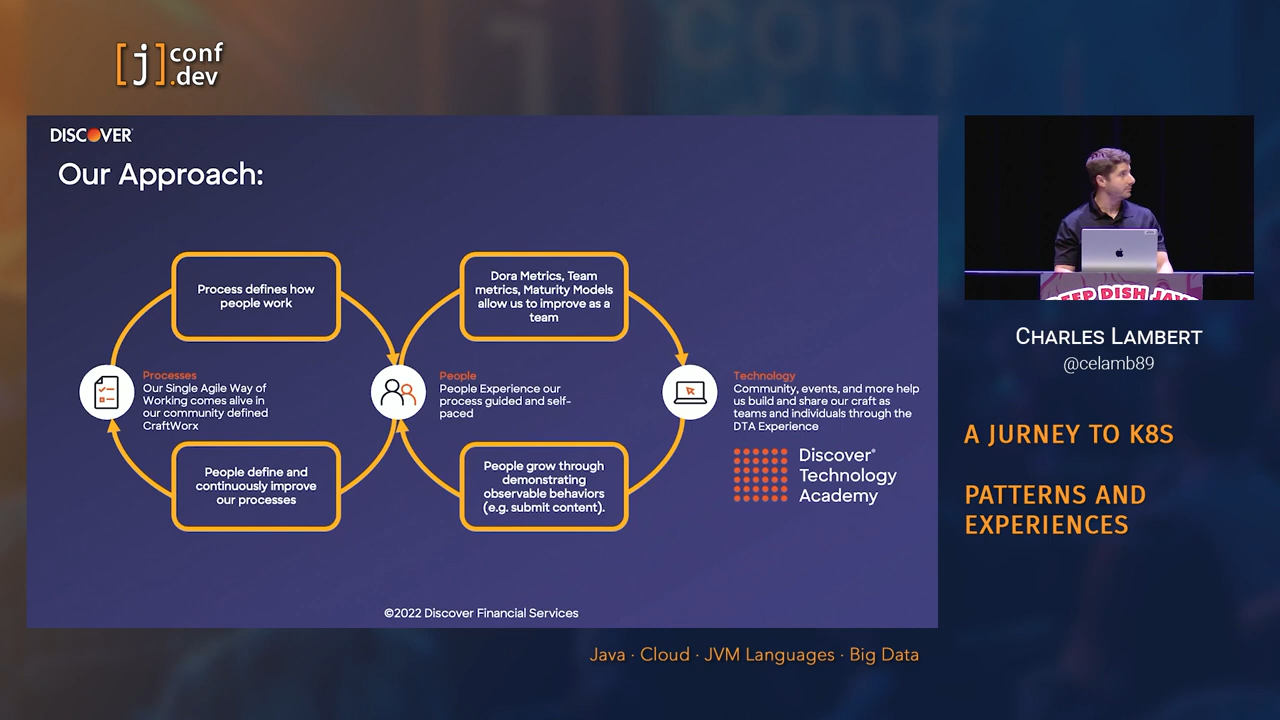 [j]conf
.dev
DISCOVER
Our Approach:
Process defines how
people work
Dora Metrics, Team
metrics, Maturity Models
allow us to improve as a
team
Processes
Our Single Agile Way of
Working comes alive in
our community defined
CraftWorx
People
People Experience our
process guided and self-
paced
Technology
Community, events, and more help
us build and share our craft as
teams and individuals through the
DTA Experience
People define and
continuously improve
our processes
People grow through
demonstrating
observable behaviors
(e.g. submit content).
Discover®
Technology
Academy
©2022 Discover Financial Services
DEEP DISH JAVA
Charles Lambert
@celamb89
A JURNEY TO K8S
PATTERNS AND
EXPERIENCES
Java · Cloud · JVM Languages · Big Data